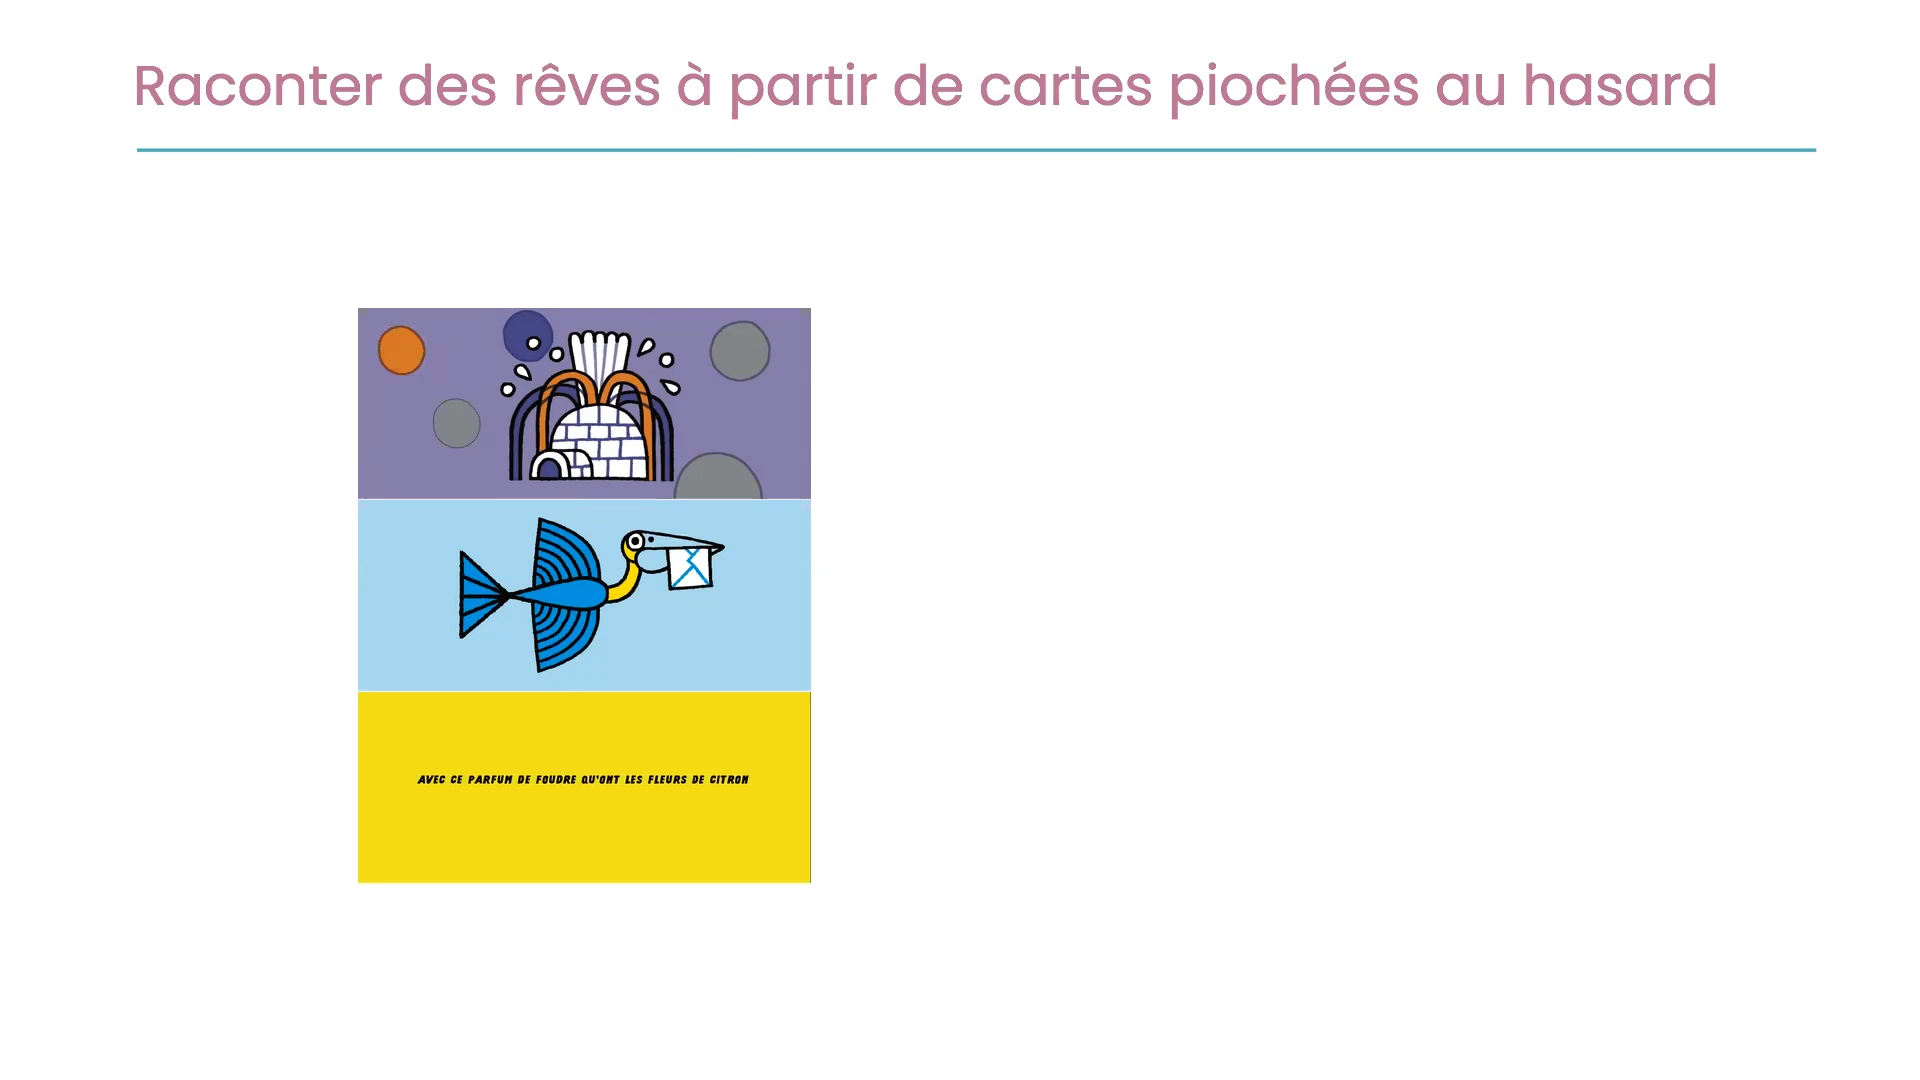 Raconter des rêves à partir de cartes piochées au hasard
AVEC CE PARFUM DE FOUDRE QU'ONT LES FLEURS DE CITRON